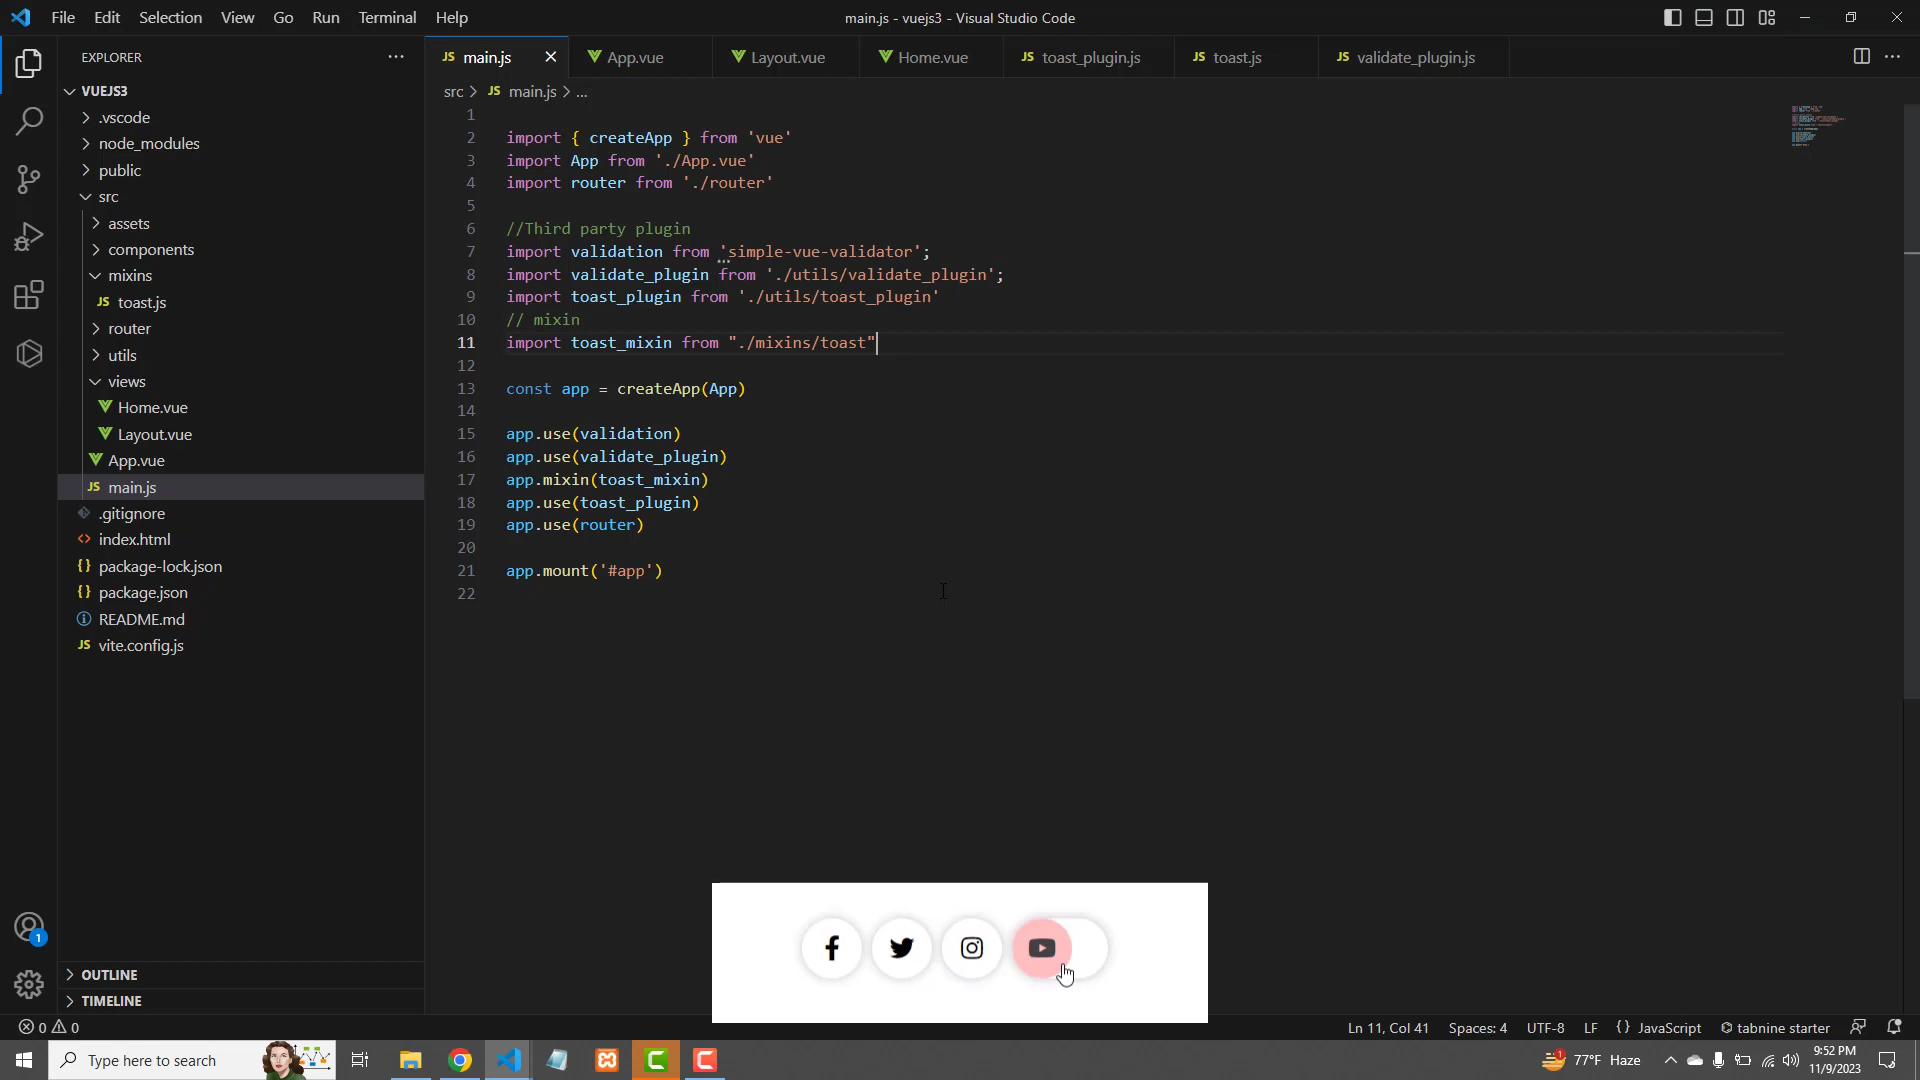 File Edit Selection View Go Run Terminal Help
main.js - vuejs3 - Visual Studio Code
EXPLORER
VUEJS3
.vscode
node_modules
public
src
assets
components
mixins
JS toast.js
router
utils
views
Home.vue
Layout.vue
App.vue
JS main.js
.gitignore
index.html
package-lock.json
package.json
README.md
JS vite.config.js
OUTLINE
TIMELINE
JS main.js App.vue Layout.vue Home.vue JS toast_plugin.js JS toast.js JS validate_plugin.js
src > JS main.js > ...
1
2 import { createApp } from 'vue'
3 import App from './App.vue'
4 import router from './router'
5
6 //Third party plugin
7 import validation from 'simple-vue-validator';
8 import validate_plugin from './utils/validate_plugin';
9 import toast_plugin from './utils/toast_plugin'
10 // mixin
11 import toast_mixin from "./mixins/toast"
12
13 const app = createApp(App)
14
15 app.use(validation)
16 app.use(validate_plugin)
17 app.mixin(toast_mixin)
18 app.use(toast_plugin)
19 app.use(router)
20
21 app.mount('#app')
22
1
0 0
Ln 11, Col 41 Spaces: 4 UTF-8 LF {} JavaScript tabnine starter
Type here to search
1 77°F Haze
9:52 PM
11/9/2023